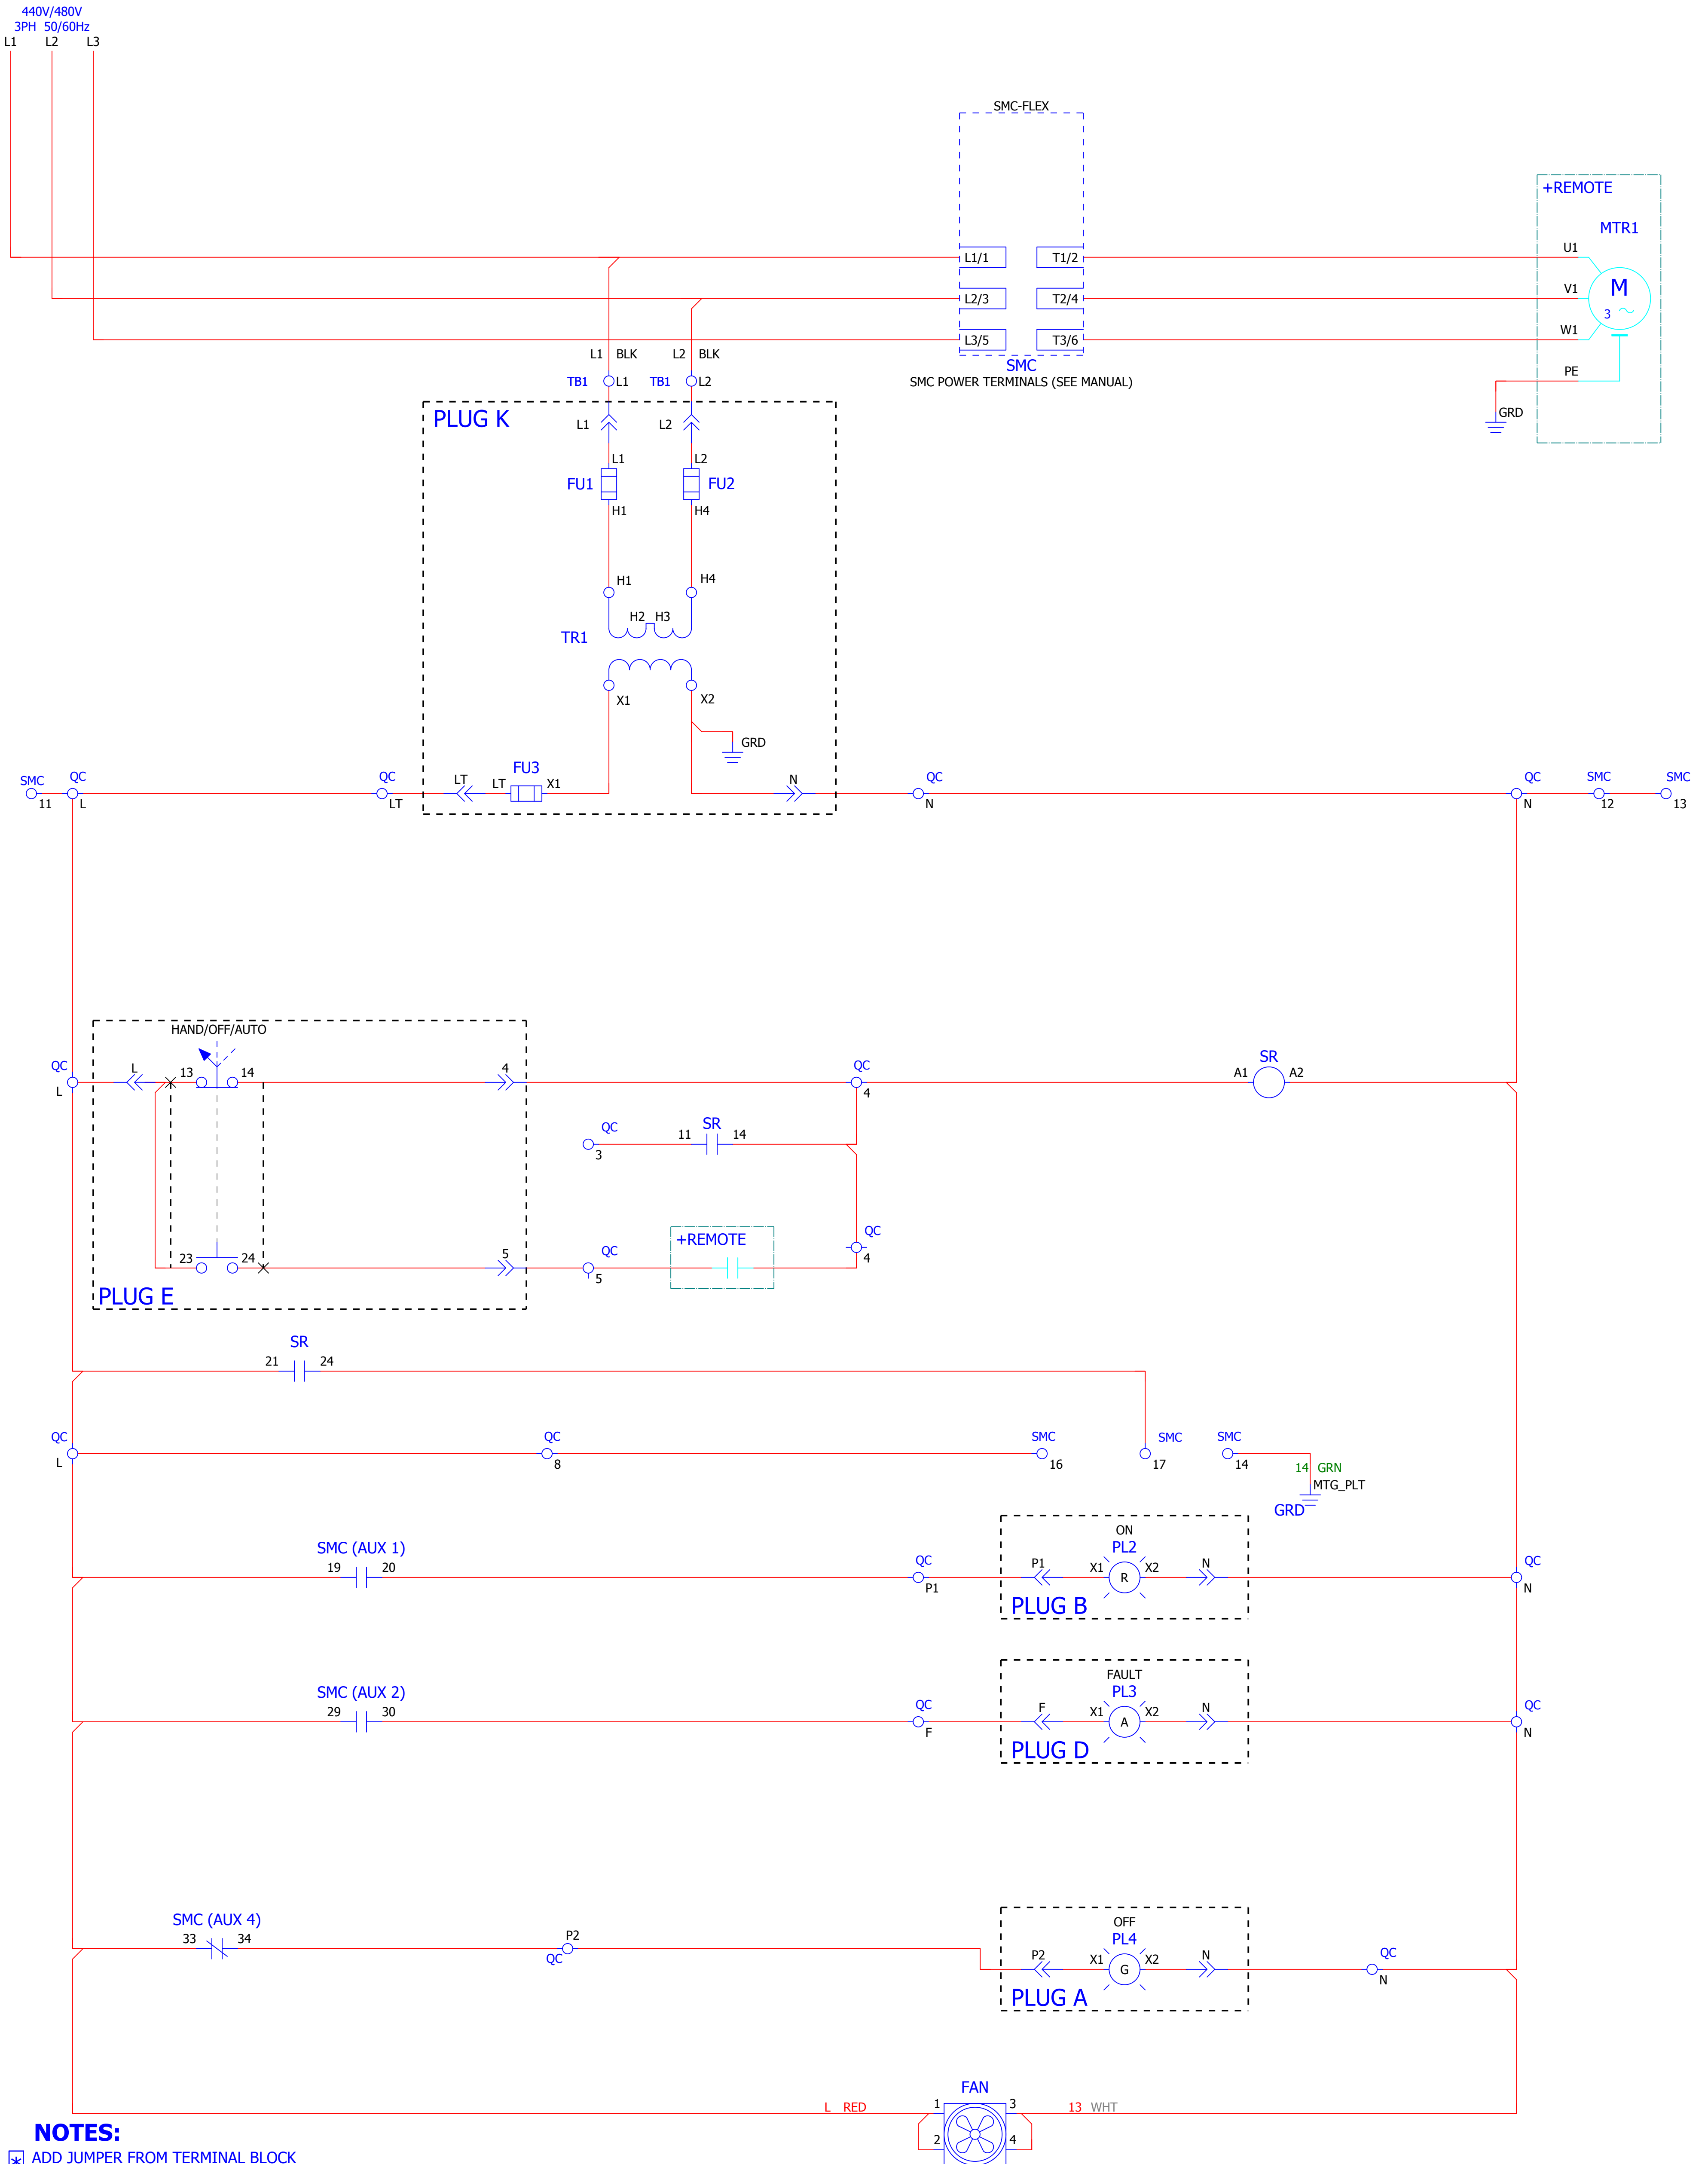 440V/480V
3PH 50/60Hz
L1 L2 L3
SMC-FLEX
+REMOTE
MTR1
L1/1 T1/2 U1
L2/3 T2/4 V1
M
3
L3/5 T3/6 W1
L1 BLK L2 BLK
SMC
SMC POWER TERMINALS (SEE MANUAL)
PE
TB1 L1 TB1 L2
GRD
PLUG K
L1 L2
L1 L2
FU1 FU2
H1 H4
H1 H4
H2 H3
TR1
X1 X2
GRD
SMC QC QC LT LT FU3 X1 N QC QC SMC SMC
11 L LT N N 12 13
HAND/OFF/AUTO
QC L 13 14 4 QC SR
A1 A2
L 4
QC 11 SR 14
3
+REMOTE
QC
23 24 5 QC 4
5
PLUG E
SR
21 24
QC QC SMC SMC SMC
L 8 16 17 14
14 GRN
MTG_PLT
GRD
ON
SMC (AUX 1) PL2
19 20 QC P1 X1 R X2 N QC
P1 N
PLUG B
FAULT
SMC (AUX 2) PL3
29 30 QC F X1 A X2 N QC
F N
PLUG D
OFF
SMC (AUX 4) PL4
33 34 P2 P2 X1 G X2 N QC
QC N
PLUG A
FAN
L RED 1 3 13 WHT
2 4
NOTES:
* ADD JUMPER FROM TERMINAL BLOCK